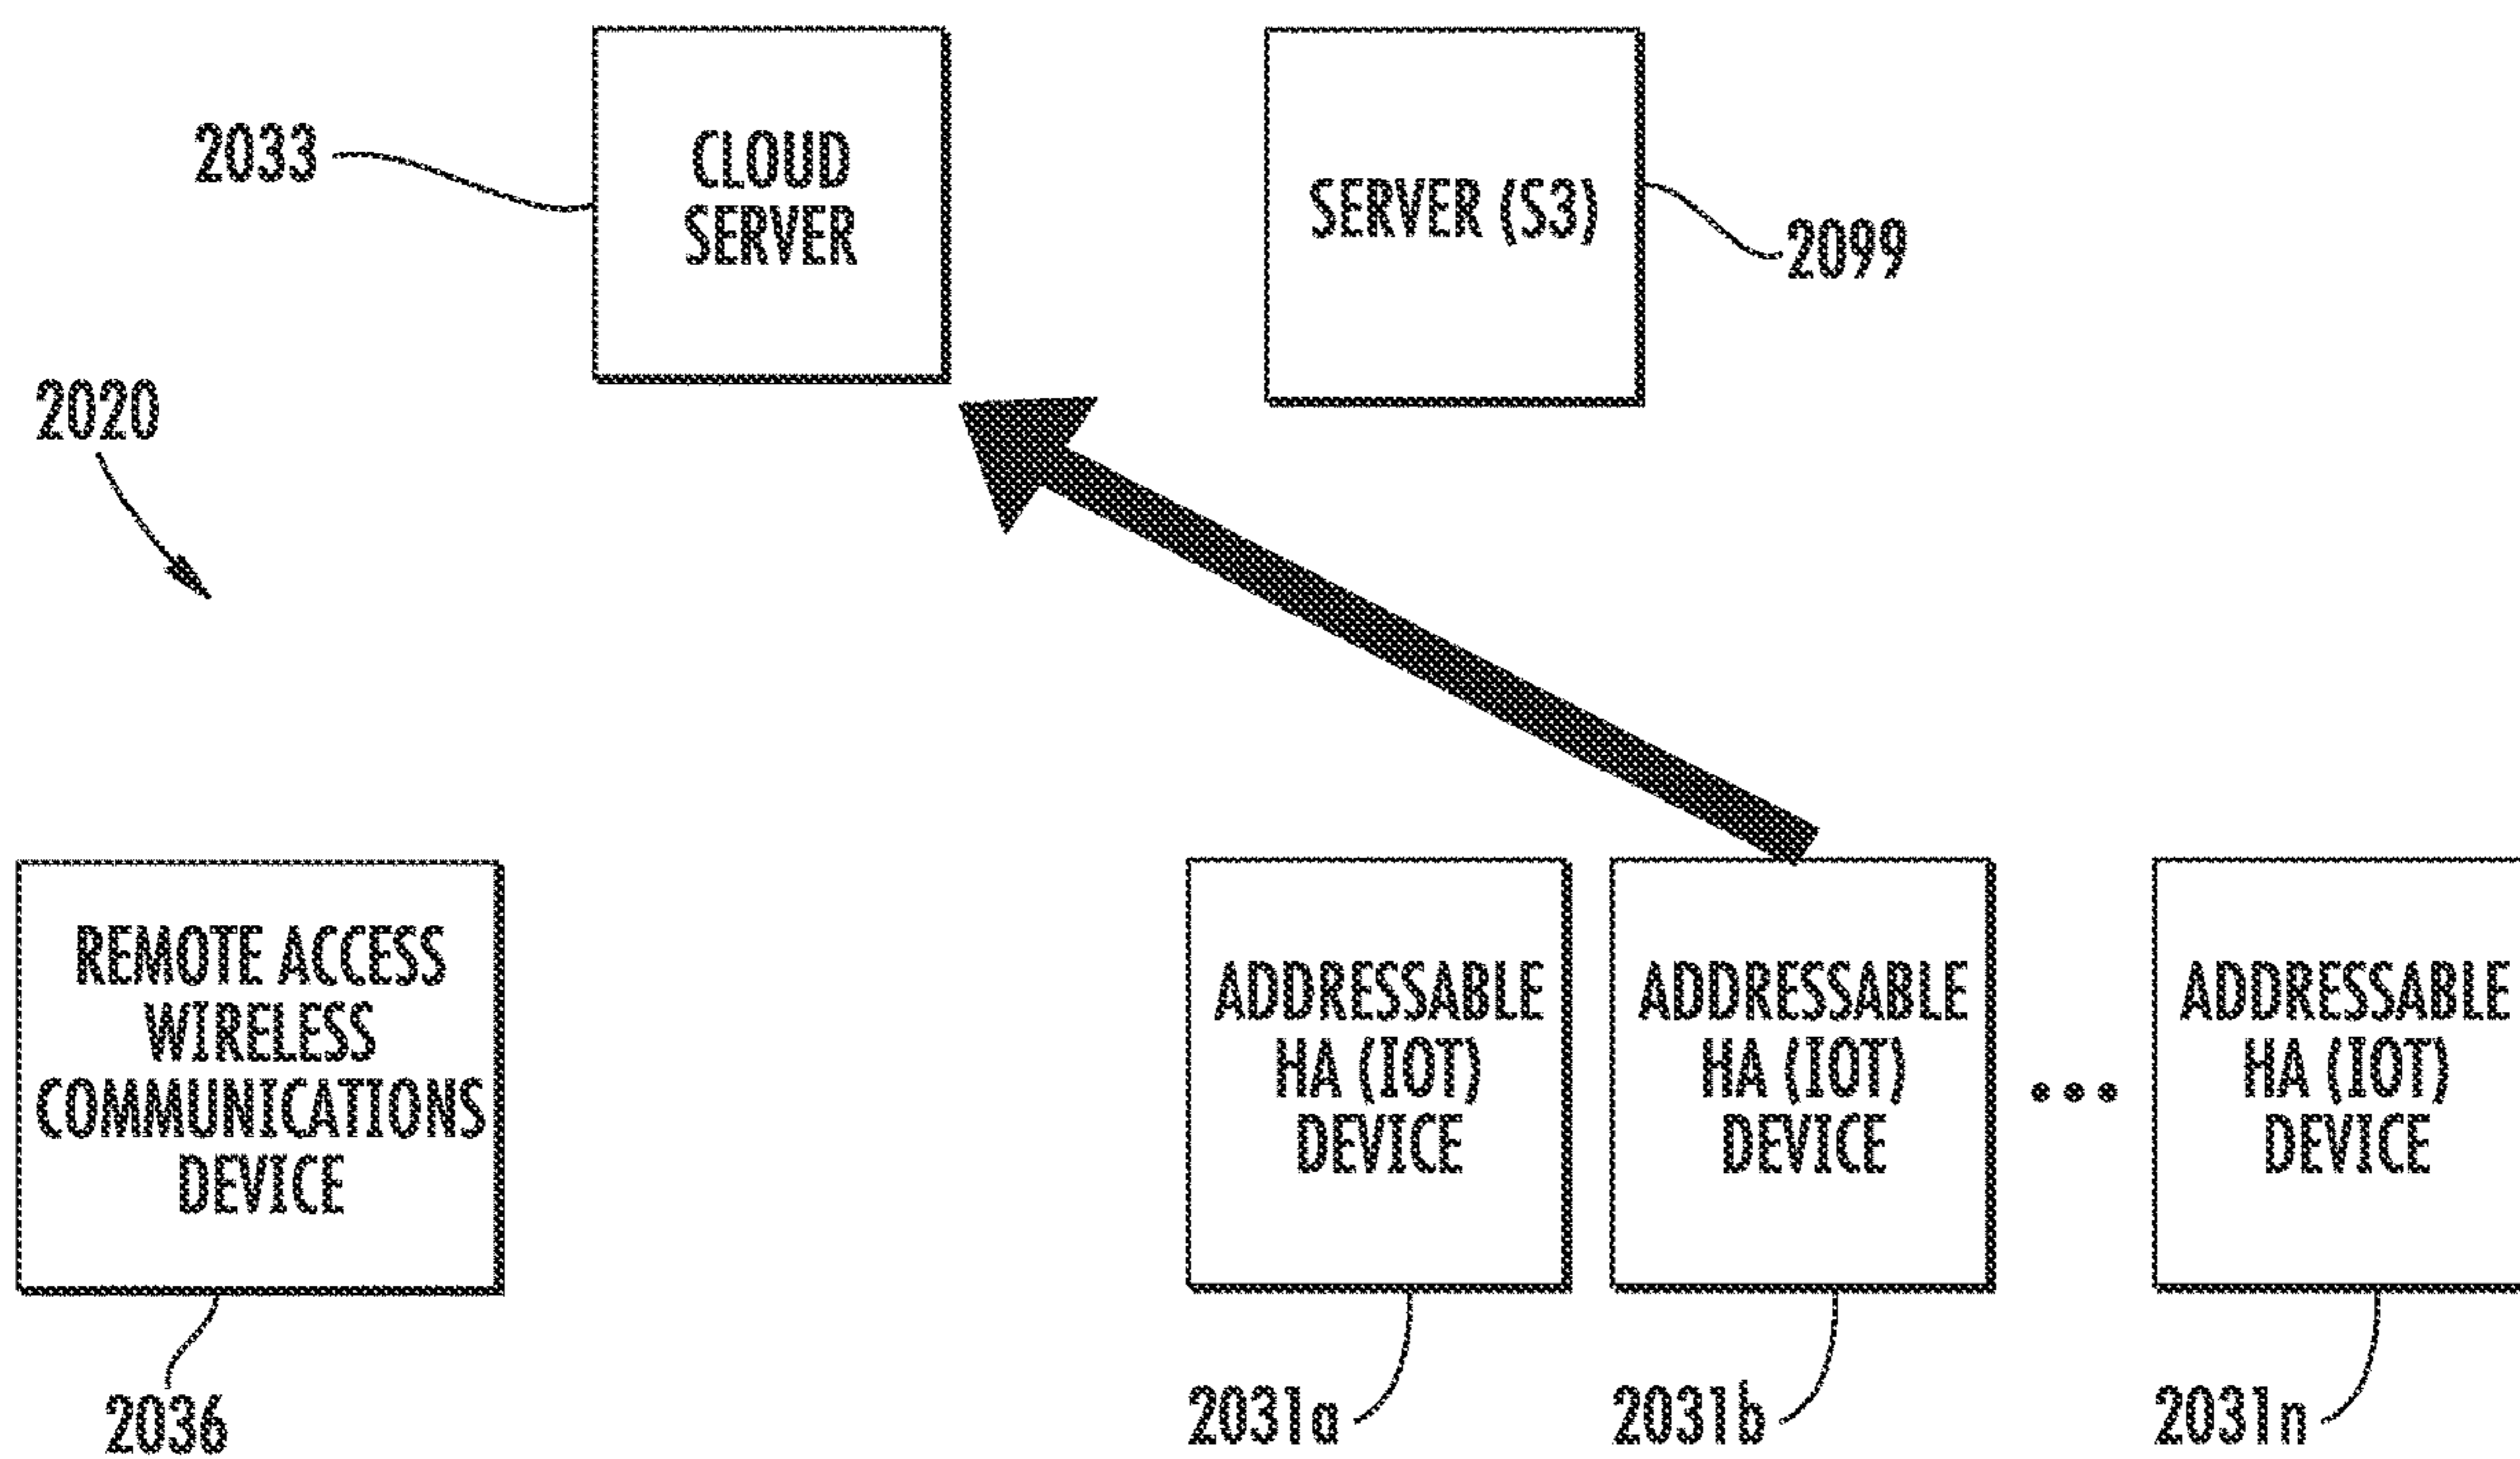 2033
CLOUD
SERVER
SERVER (S3)
2099
2020
REMOTE ACCESS
WIRELESS
COMMUNICATIONS
DEVICE
2036
ADDRESSABLE
HA (IOT)
DEVICE
2031a
ADDRESSABLE
HA (IOT)
DEVICE
2031b
•••
ADDRESSABLE
HA (IOT)
DEVICE
2031n